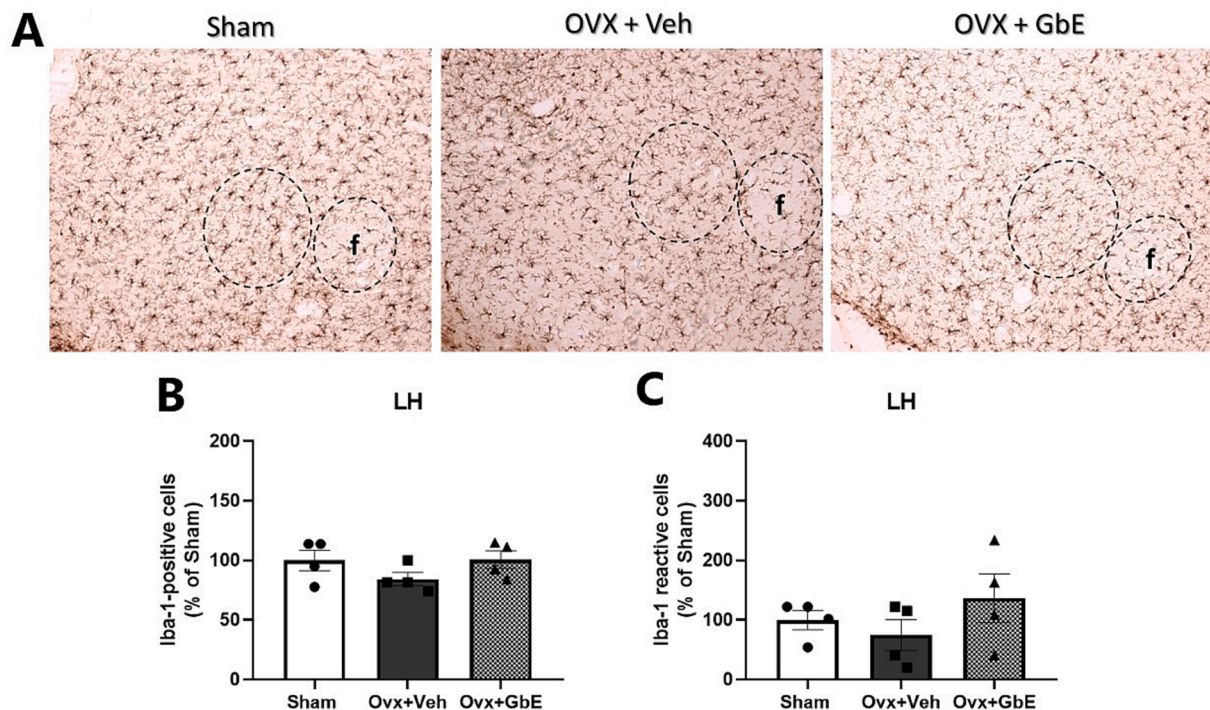 A
Sham
OVX + Veh
OVX + GbE
f
f
f
B
LH
Iba-1-positive cells
(% of Sham)
200
150
100
50
0
Sham
Ovx+Veh
Ovx+GbE
C
LH
Iba-1 reactive cells
(% of Sham)
400
300
200
100
0
Sham
Ovx+Veh
Ovx+GbE